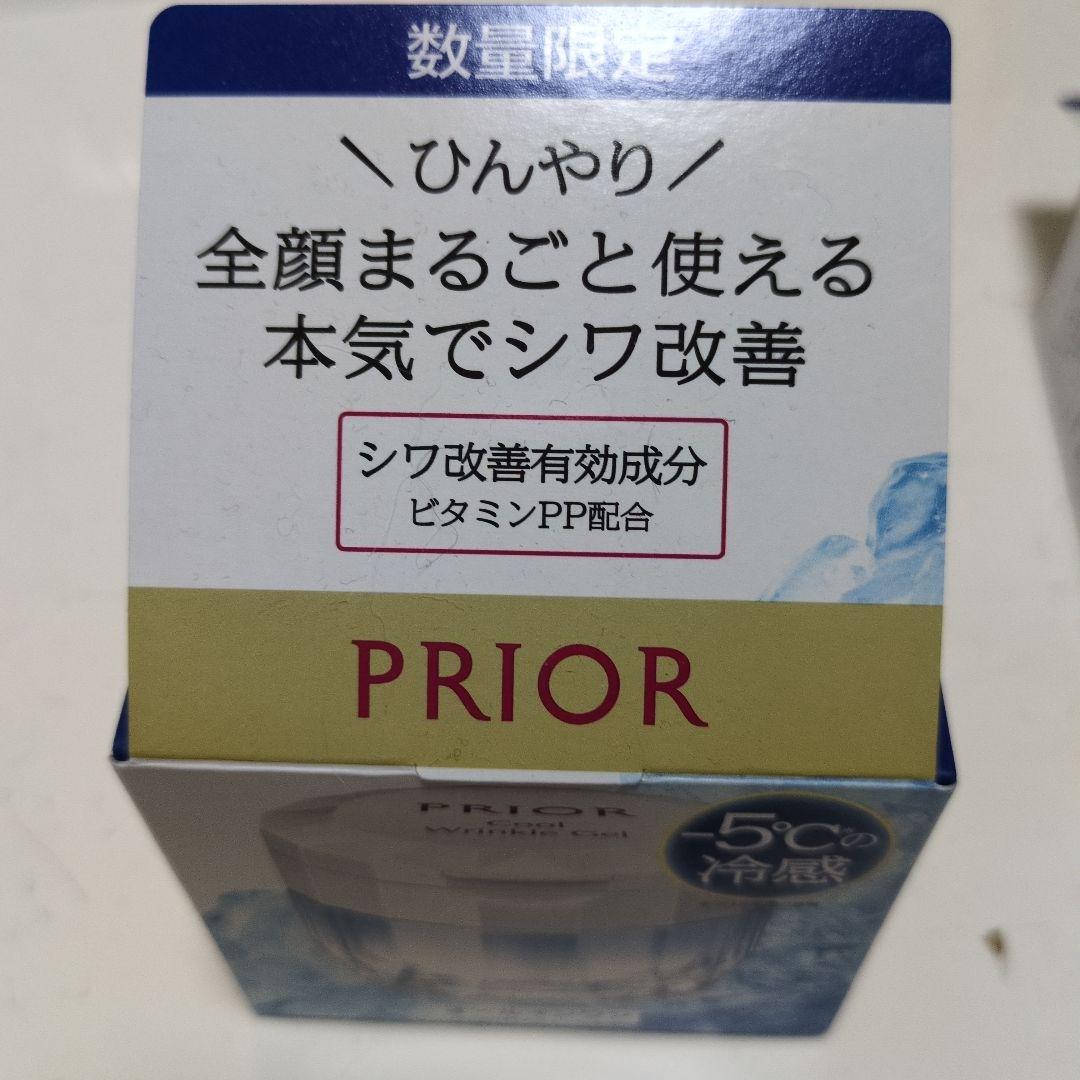 数量限定
\ひんやり/
全顔まるごと使える
本気でシワ改善
シワ改善有効成分
ビタミンPP配合
PRIOR
PRIOR
Cool
Wrinkle Gel
-5℃*の
冷感